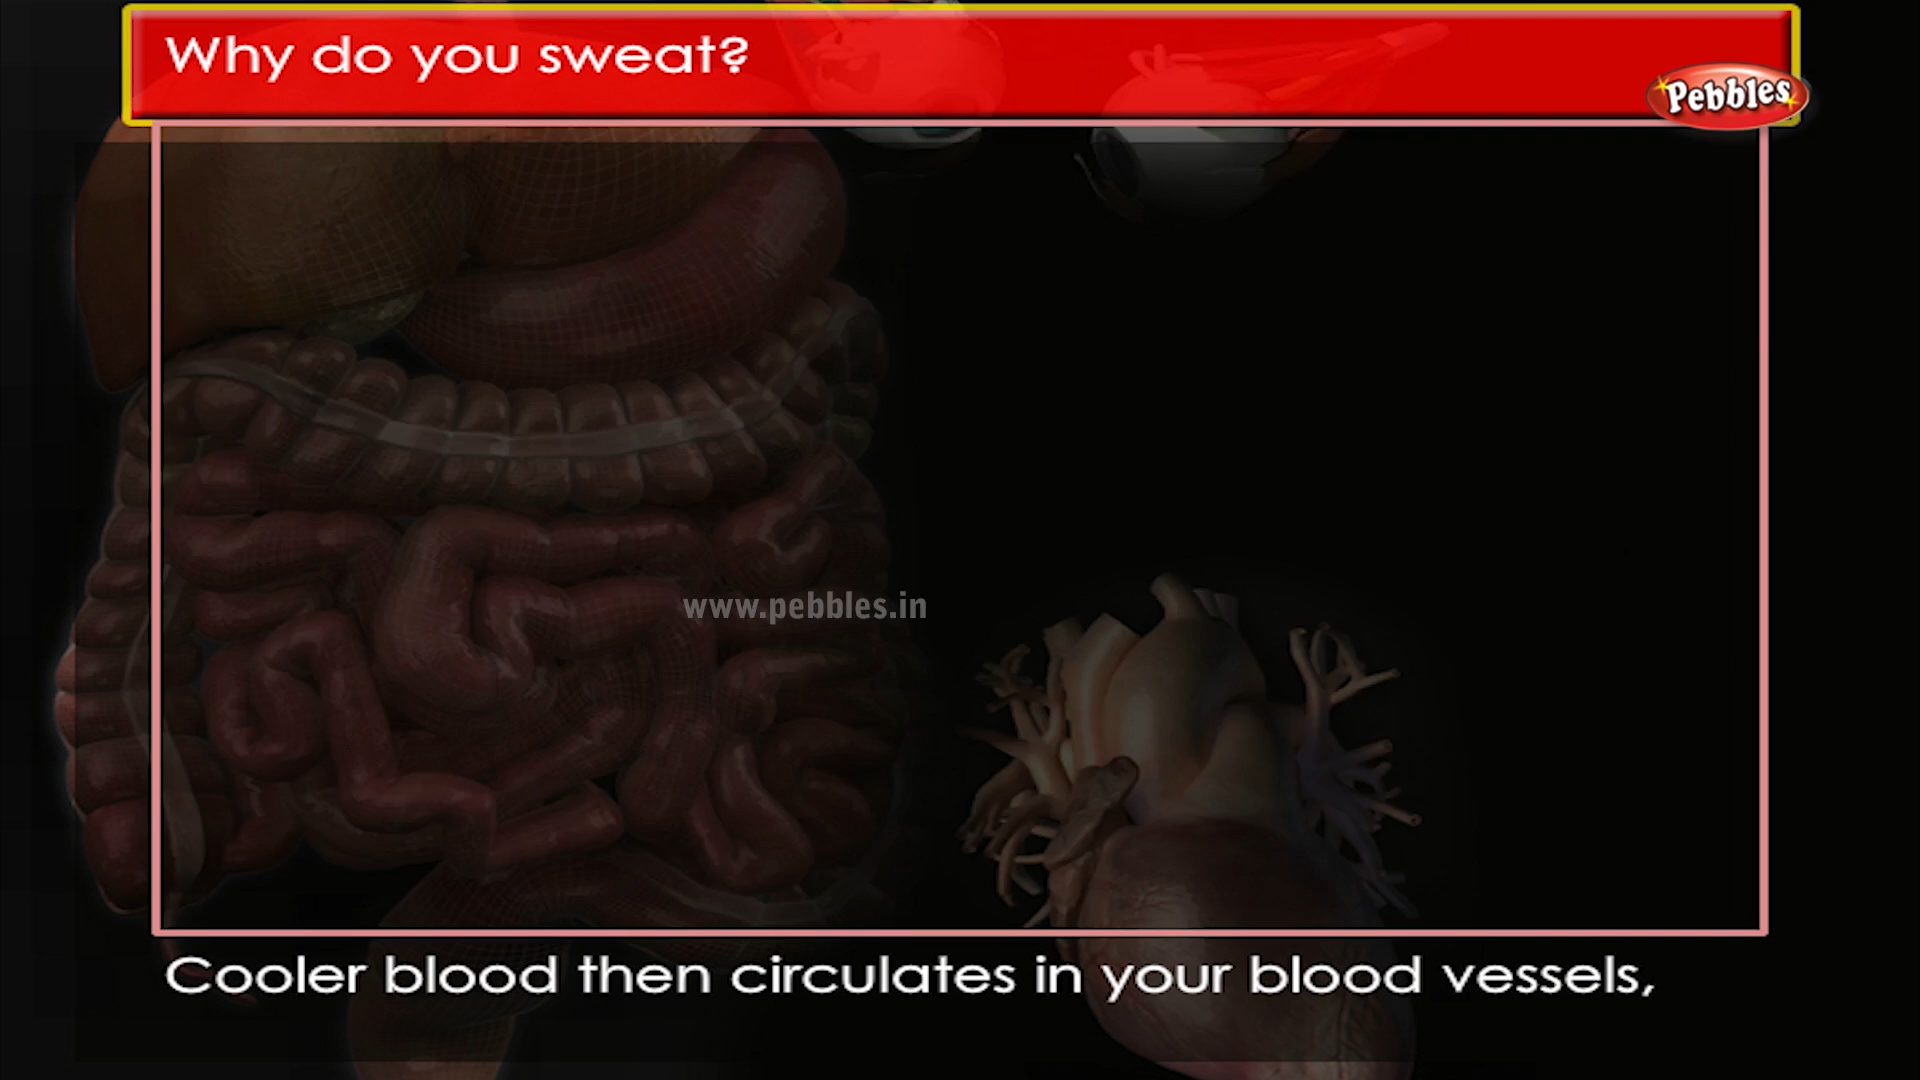 Why do you sweat?
Pebbles
www.pebbles.in
Cooler blood then circulates in your blood vessels,